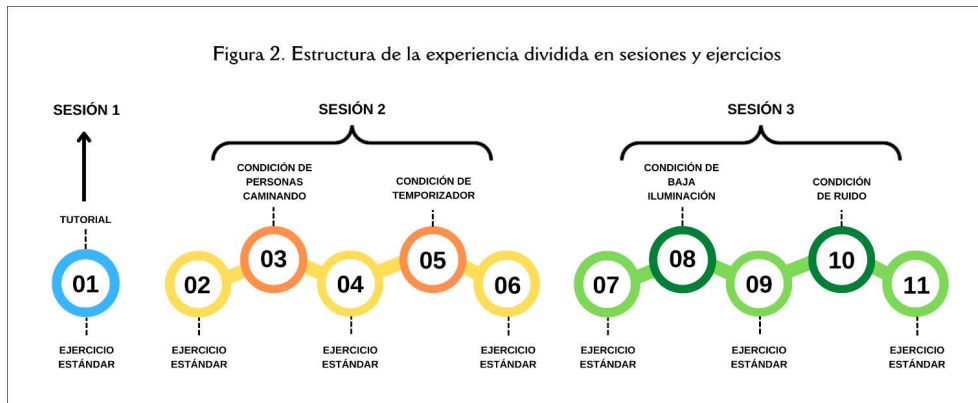 Figura 2. Estructura de la experiencia dividida en sesiones y ejercicios
SESIÓN 1
SESIÓN 2
SESIÓN 3
TUTORIAL
CONDICIÓN DE
PERSONAS
CAMINANDO
CONDICIÓN DE
TEMPORIZADOR
CONDICIÓN DE
BAJA
ILUMINACIÓN
CONDICIÓN
DE RUIDO
01
02
03
04
05
06
07
08
09
10
11
EJERCICIO
ESTÁNDAR
EJERCICIO
ESTÁNDAR
EJERCICIO
ESTÁNDAR
EJERCICIO
ESTÁNDAR
EJERCICIO
ESTÁNDAR
EJERCICIO
ESTÁNDAR
EJERCICIO
ESTÁNDAR